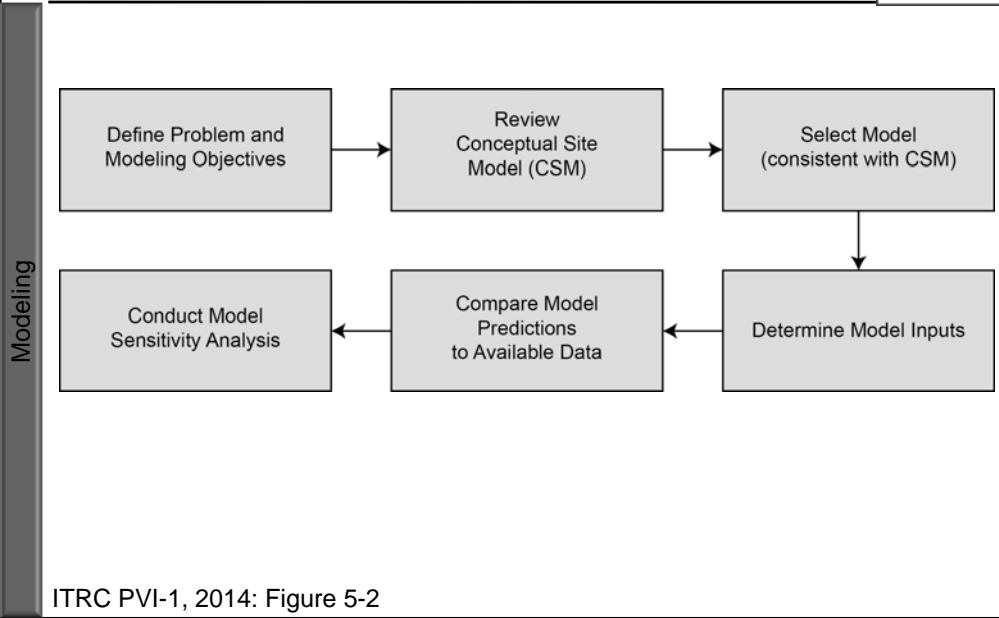 Modeling
Define Problem and
Modeling Objectives
Review
Conceptual Site
Model (CSM)
Select Model
(consistent with CSM)
Determine Model Inputs
Compare Model
Predictions
to Available Data
Conduct Model
Sensitivity Analysis
ITRC PVI-1, 2014: Figure 5-2